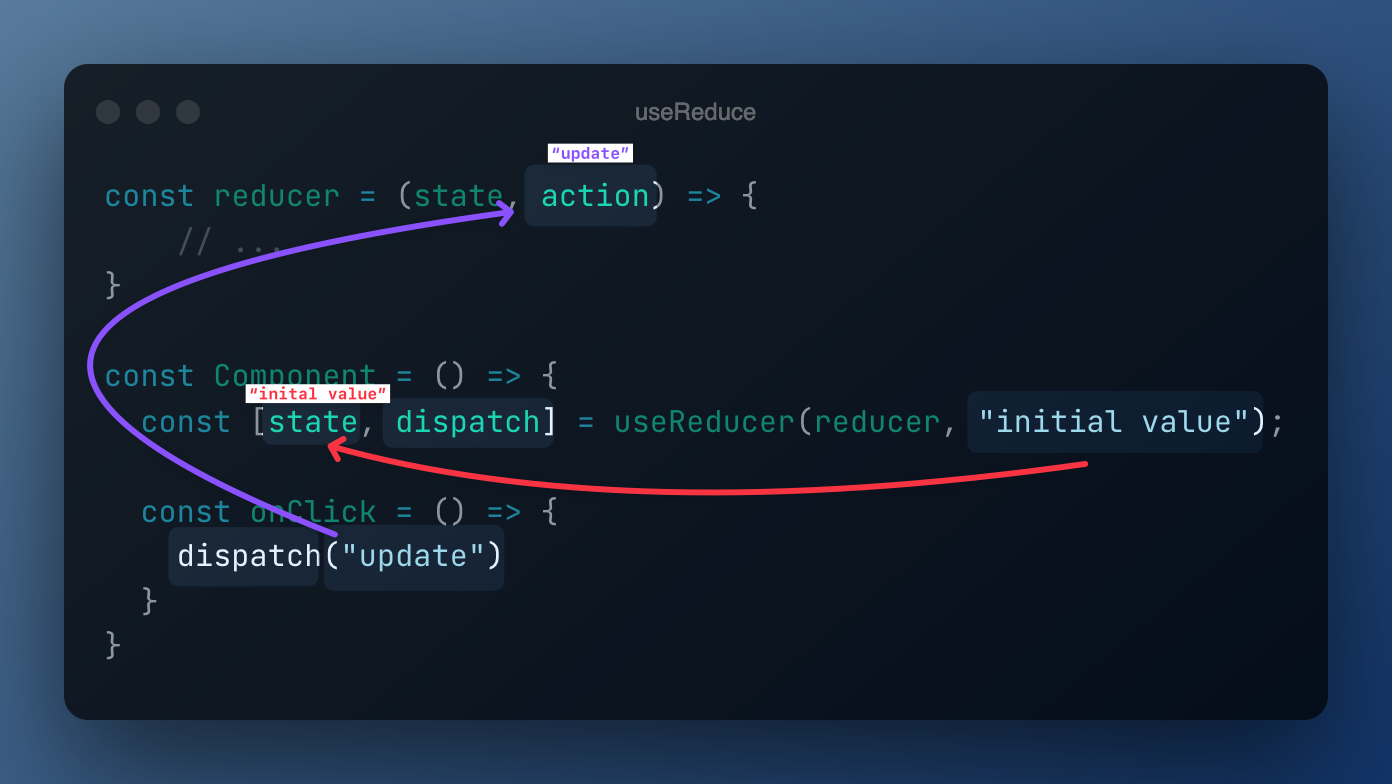 useReduce
“update”
const reducer = (state, action) => {
// ...
}
const Component = () => {
“inital value”
const [state, dispatch] = useReducer(reducer, "initial value");
const onClick = () => {
dispatch("update")
}
}